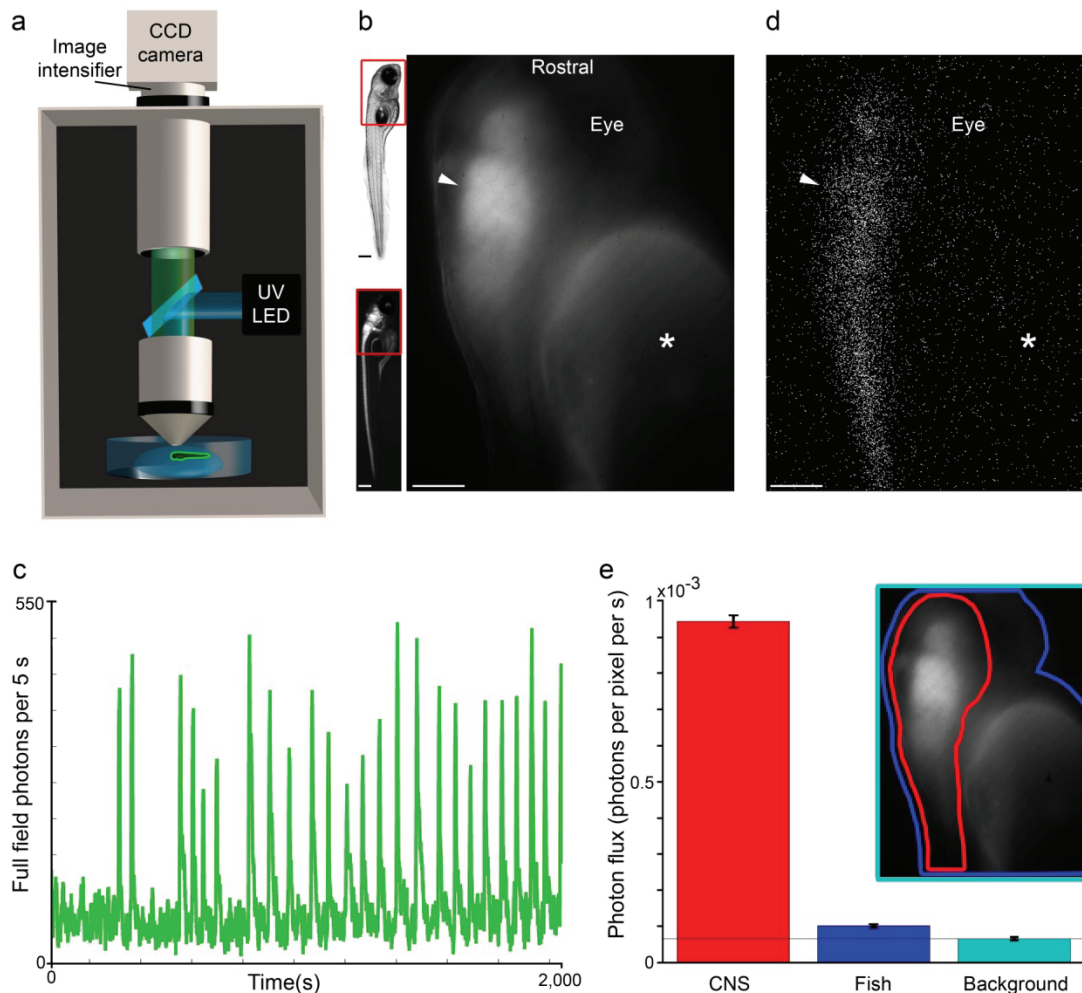 a
CCD
camera
Image
intensifier
UV
LED
b
Rostral
Eye
*
d
Eye
*
c
550
Full field photons per 5 s
0
0
Time(s)
2,000
e
x10⁻³
1
0.5
0
Photon flux (photons per pixel per s)
CNS
Fish
Background